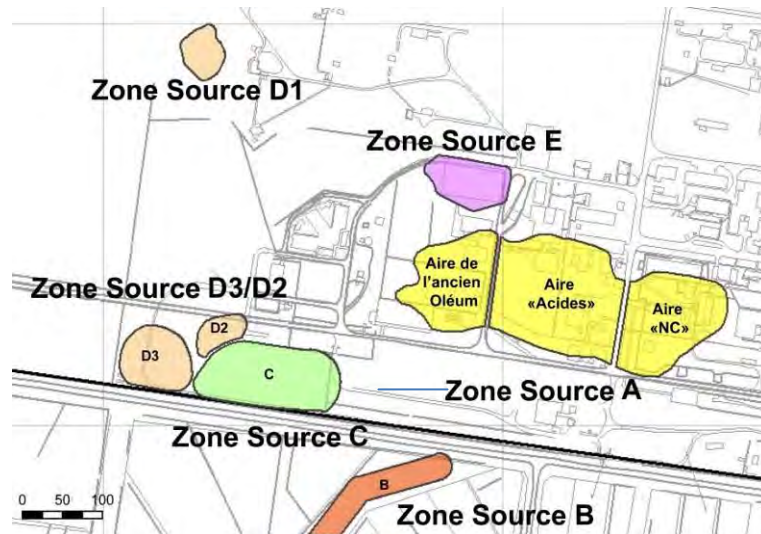 Zone Source D1
Zone Source E
Aire de
l'ancien
Oléum
Aire
«Acides»
Aire
«NC»
Zone Source D3/D2
D2
D3
C
Zone Source A
Zone Source C
B
Zone Source B
0 50 100